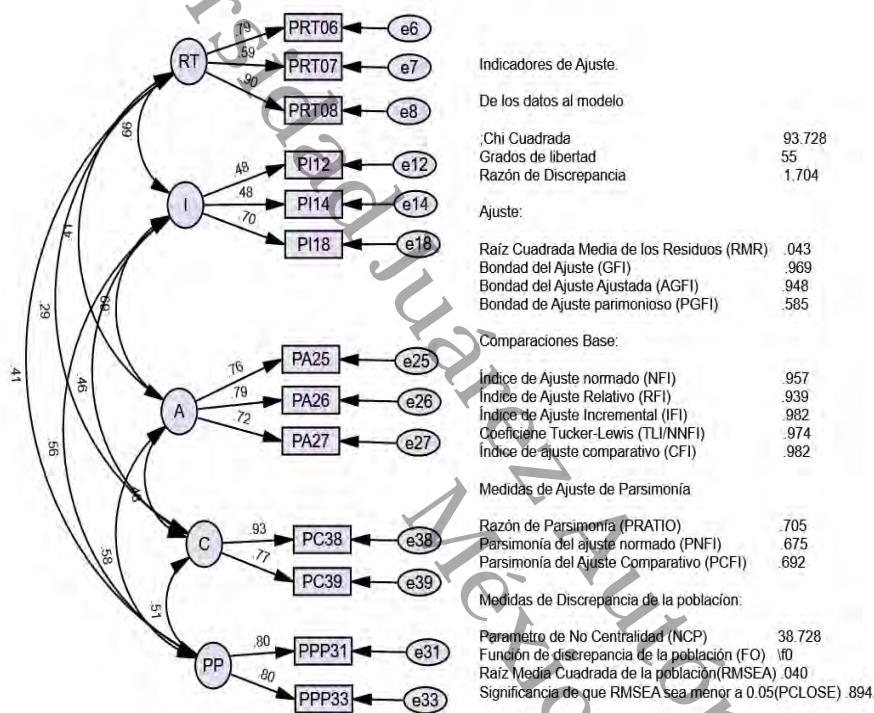 RT
I
A
C
PP
PRT06
PRT07
PRT08
PI12
PI14
PI18
PA25
PA26
PA27
PC38
PC39
PPP31
PPP33
e6
e7
e8
e12
e14
e18
e25
e26
e27
e38
e39
e31
e33
.79
.59
.90
.48
.48
.70
.76
.79
.72
.93
.77
.80
.80
.41
.29
.41
.46
.56
.58
.51
Indicadores de Ajuste.
De los datos al modelo
;Chi Cuadrada 93.728
Grados de libertad 55
Razón de Discrepancia 1.704
Ajuste:
Raíz Cuadrada Media de los Residuos (RMR) .043
Bondad del Ajuste (GFI) .969
Bondad del Ajuste Ajustada (AGFI) .948
Bondad de Ajuste parimonioso (PGFI) .585
Comparaciones Base:
Índice de Ajuste normado (NFI) .957
Índice de Ajuste Relativo (RFI) .939
Índice de Ajuste Incremental (IFI) .982
Coeficiene Tucker-Lewis (TLI/NNFI) .974
Índice de ajuste comparativo (CFI) .982
Medidas de Ajuste de Parsimonía
Razón de Parsimonía (PRATIO) .705
Parsimonía del ajuste normado (PNFI) .675
Parsimonía del Ajuste Comparativo (PCFI) .692
Medidas de Discrepancia de la poblacíon:
Parametro de No Centralidad (NCP) 38.728
Función de discrepancia de la población (FO) \f0
Raíz Media Cuadrada de la población(RMSEA) .040
Significancia de que RMSEA sea menor a 0.05(PCLOSE) .894